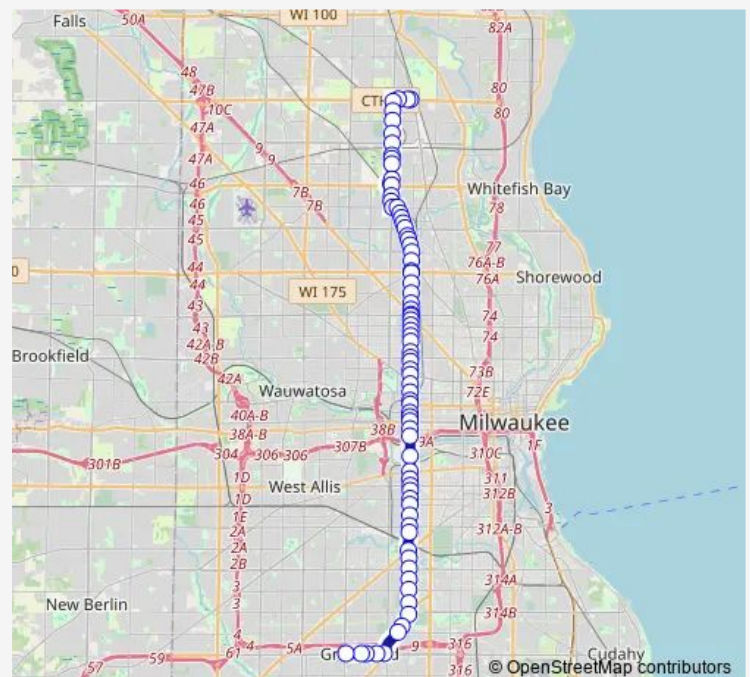 WI 100
50A
Falls
82A
48
47B
80
CTH
10C
80
47A
9
9
47A
46
7B
Whitefish Bay
7B
46
78
45
45
77
76A-B
44
0
76A
Shorewood
44
WI 175
43
74
43
74
42A-B
Brookfield
42B
73B
42A
Wauwatosa
72E
40A-B
Milwaukee
38B
38A-B
9A
1F
307B
304
306
306
310C
301B
1D
311
West Allis
312B
1D
3
1E
312A-B
2A
2A
2B
314A
3
New Berlin
3
314B
4
4
5A
9
316
61
Cudahy
59
57
316
© OpenStreetMap contributors